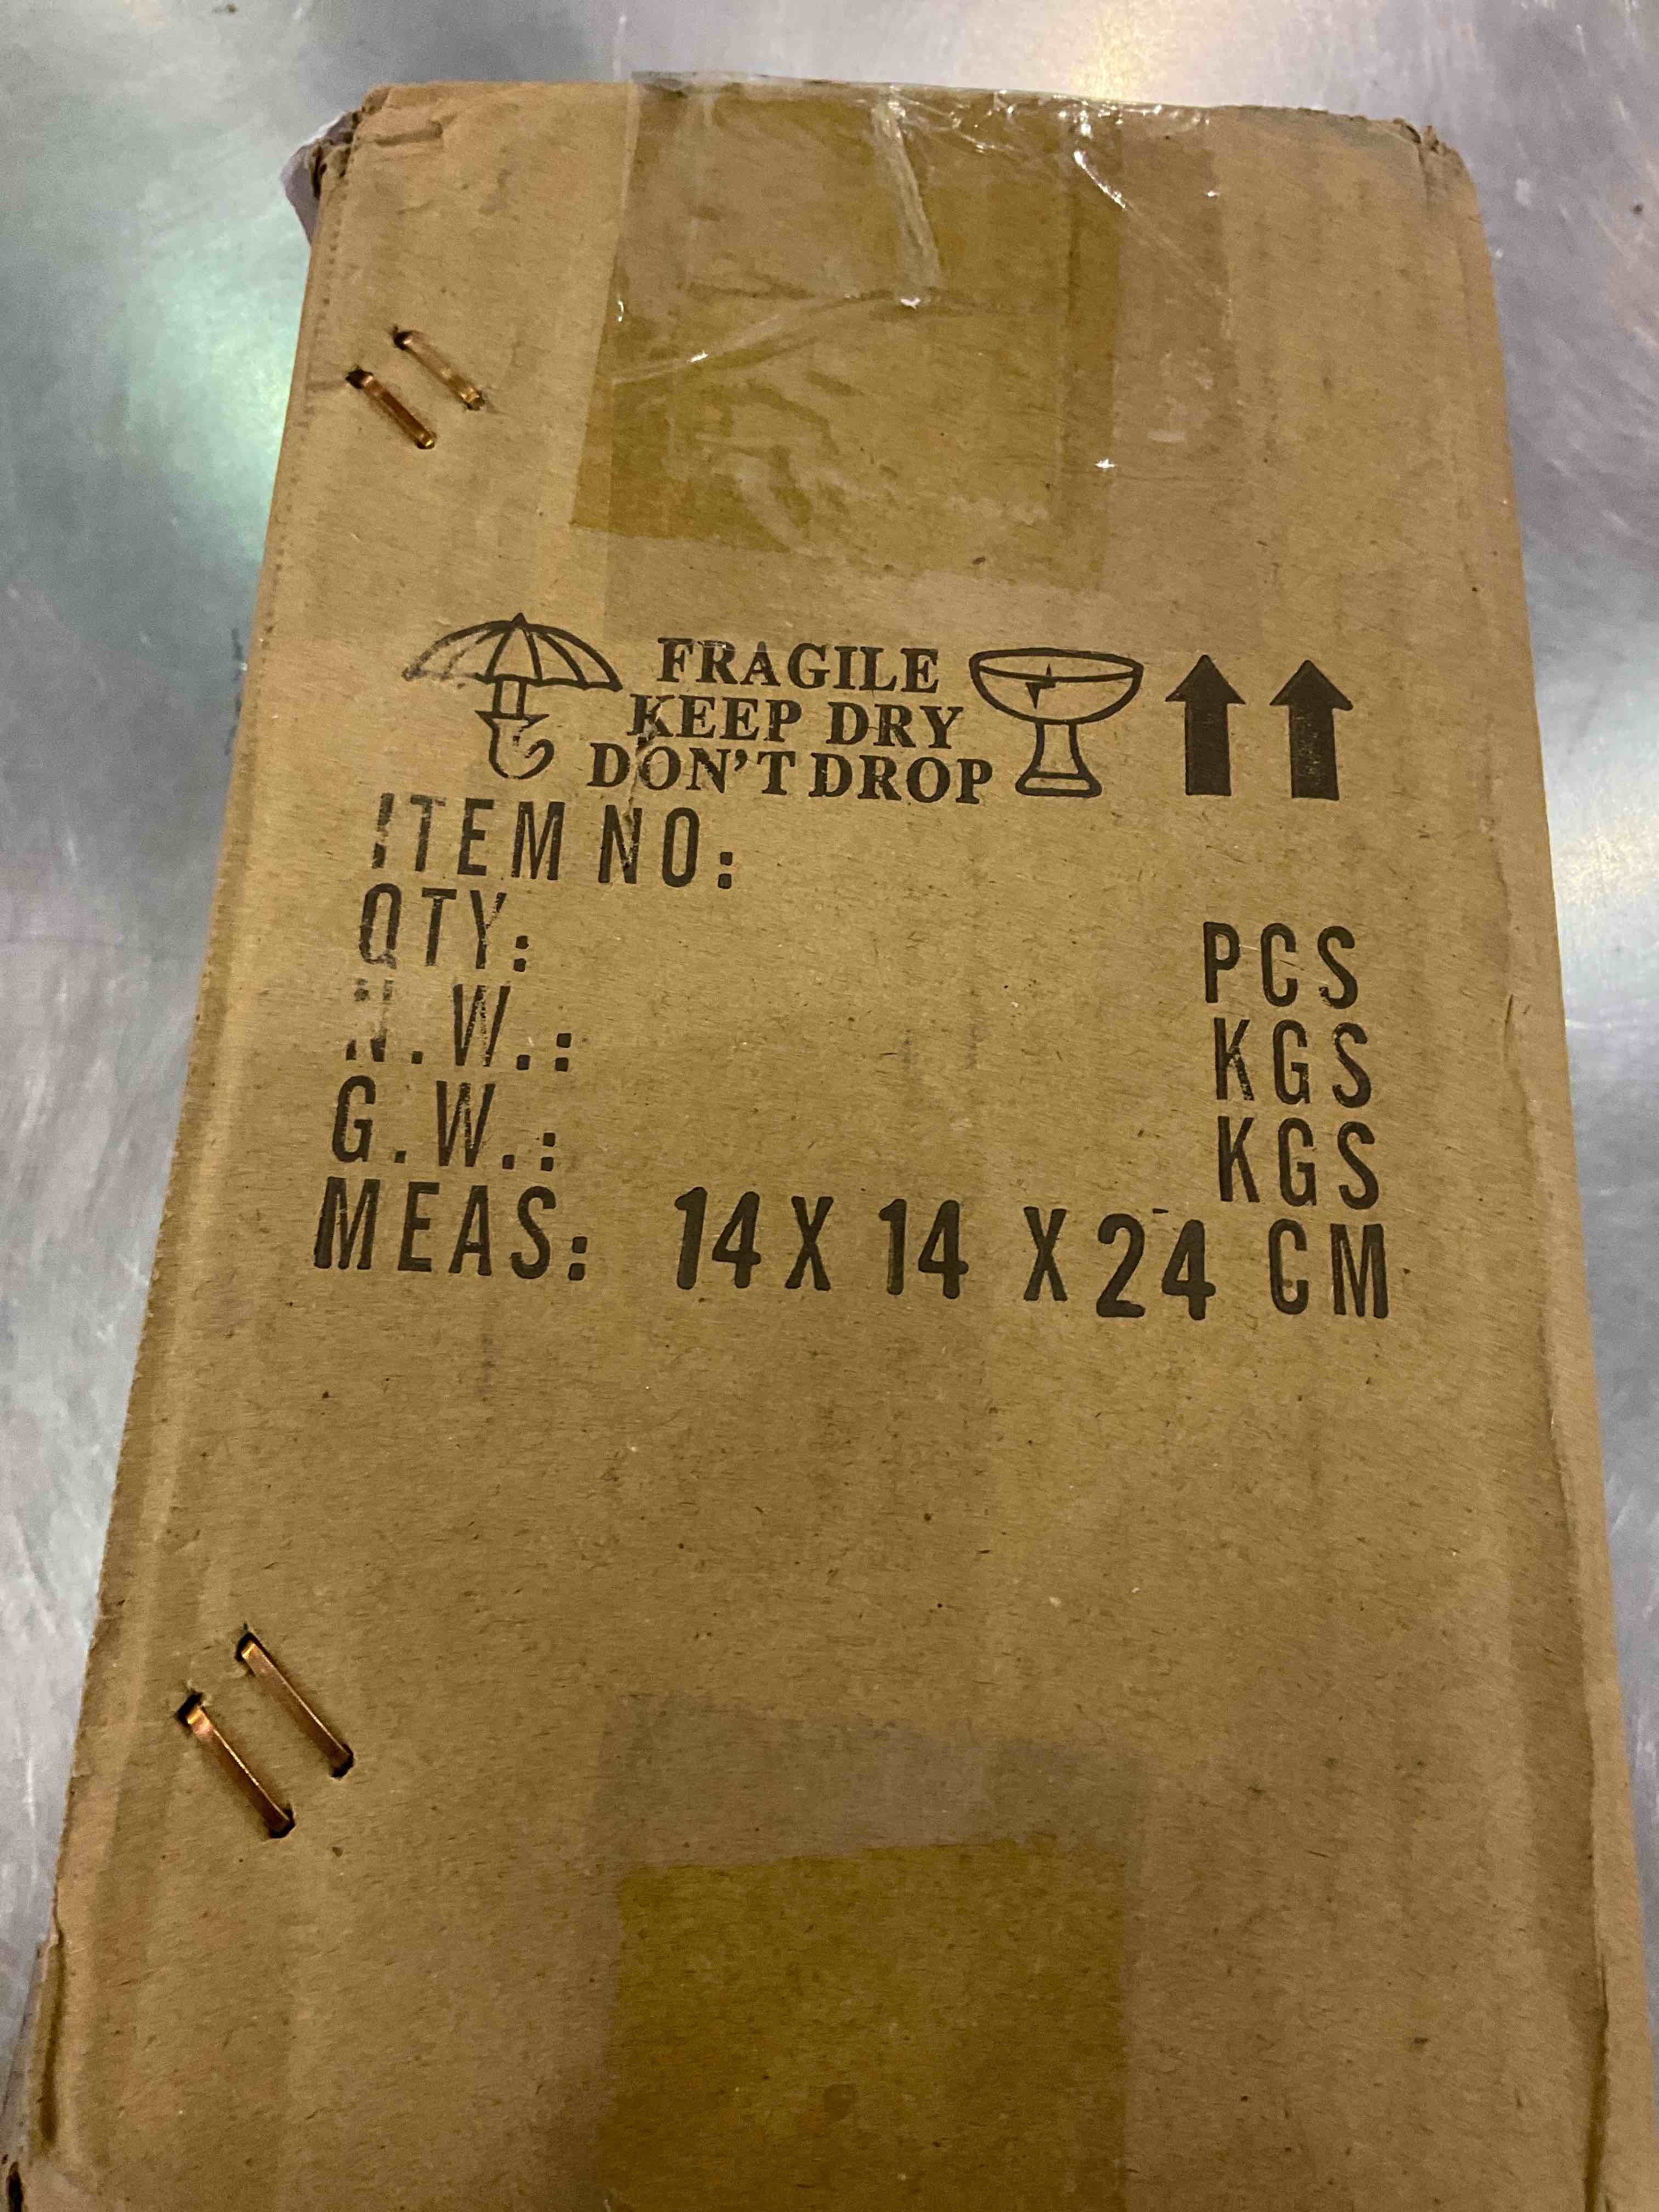 FRAGILE
KEEP DRY
DON'T DROP
ITEM NO:
QTY: PCS
N.W.: KGS
G.W.: KGS
MEAS: 14 X 14 X 24 CM